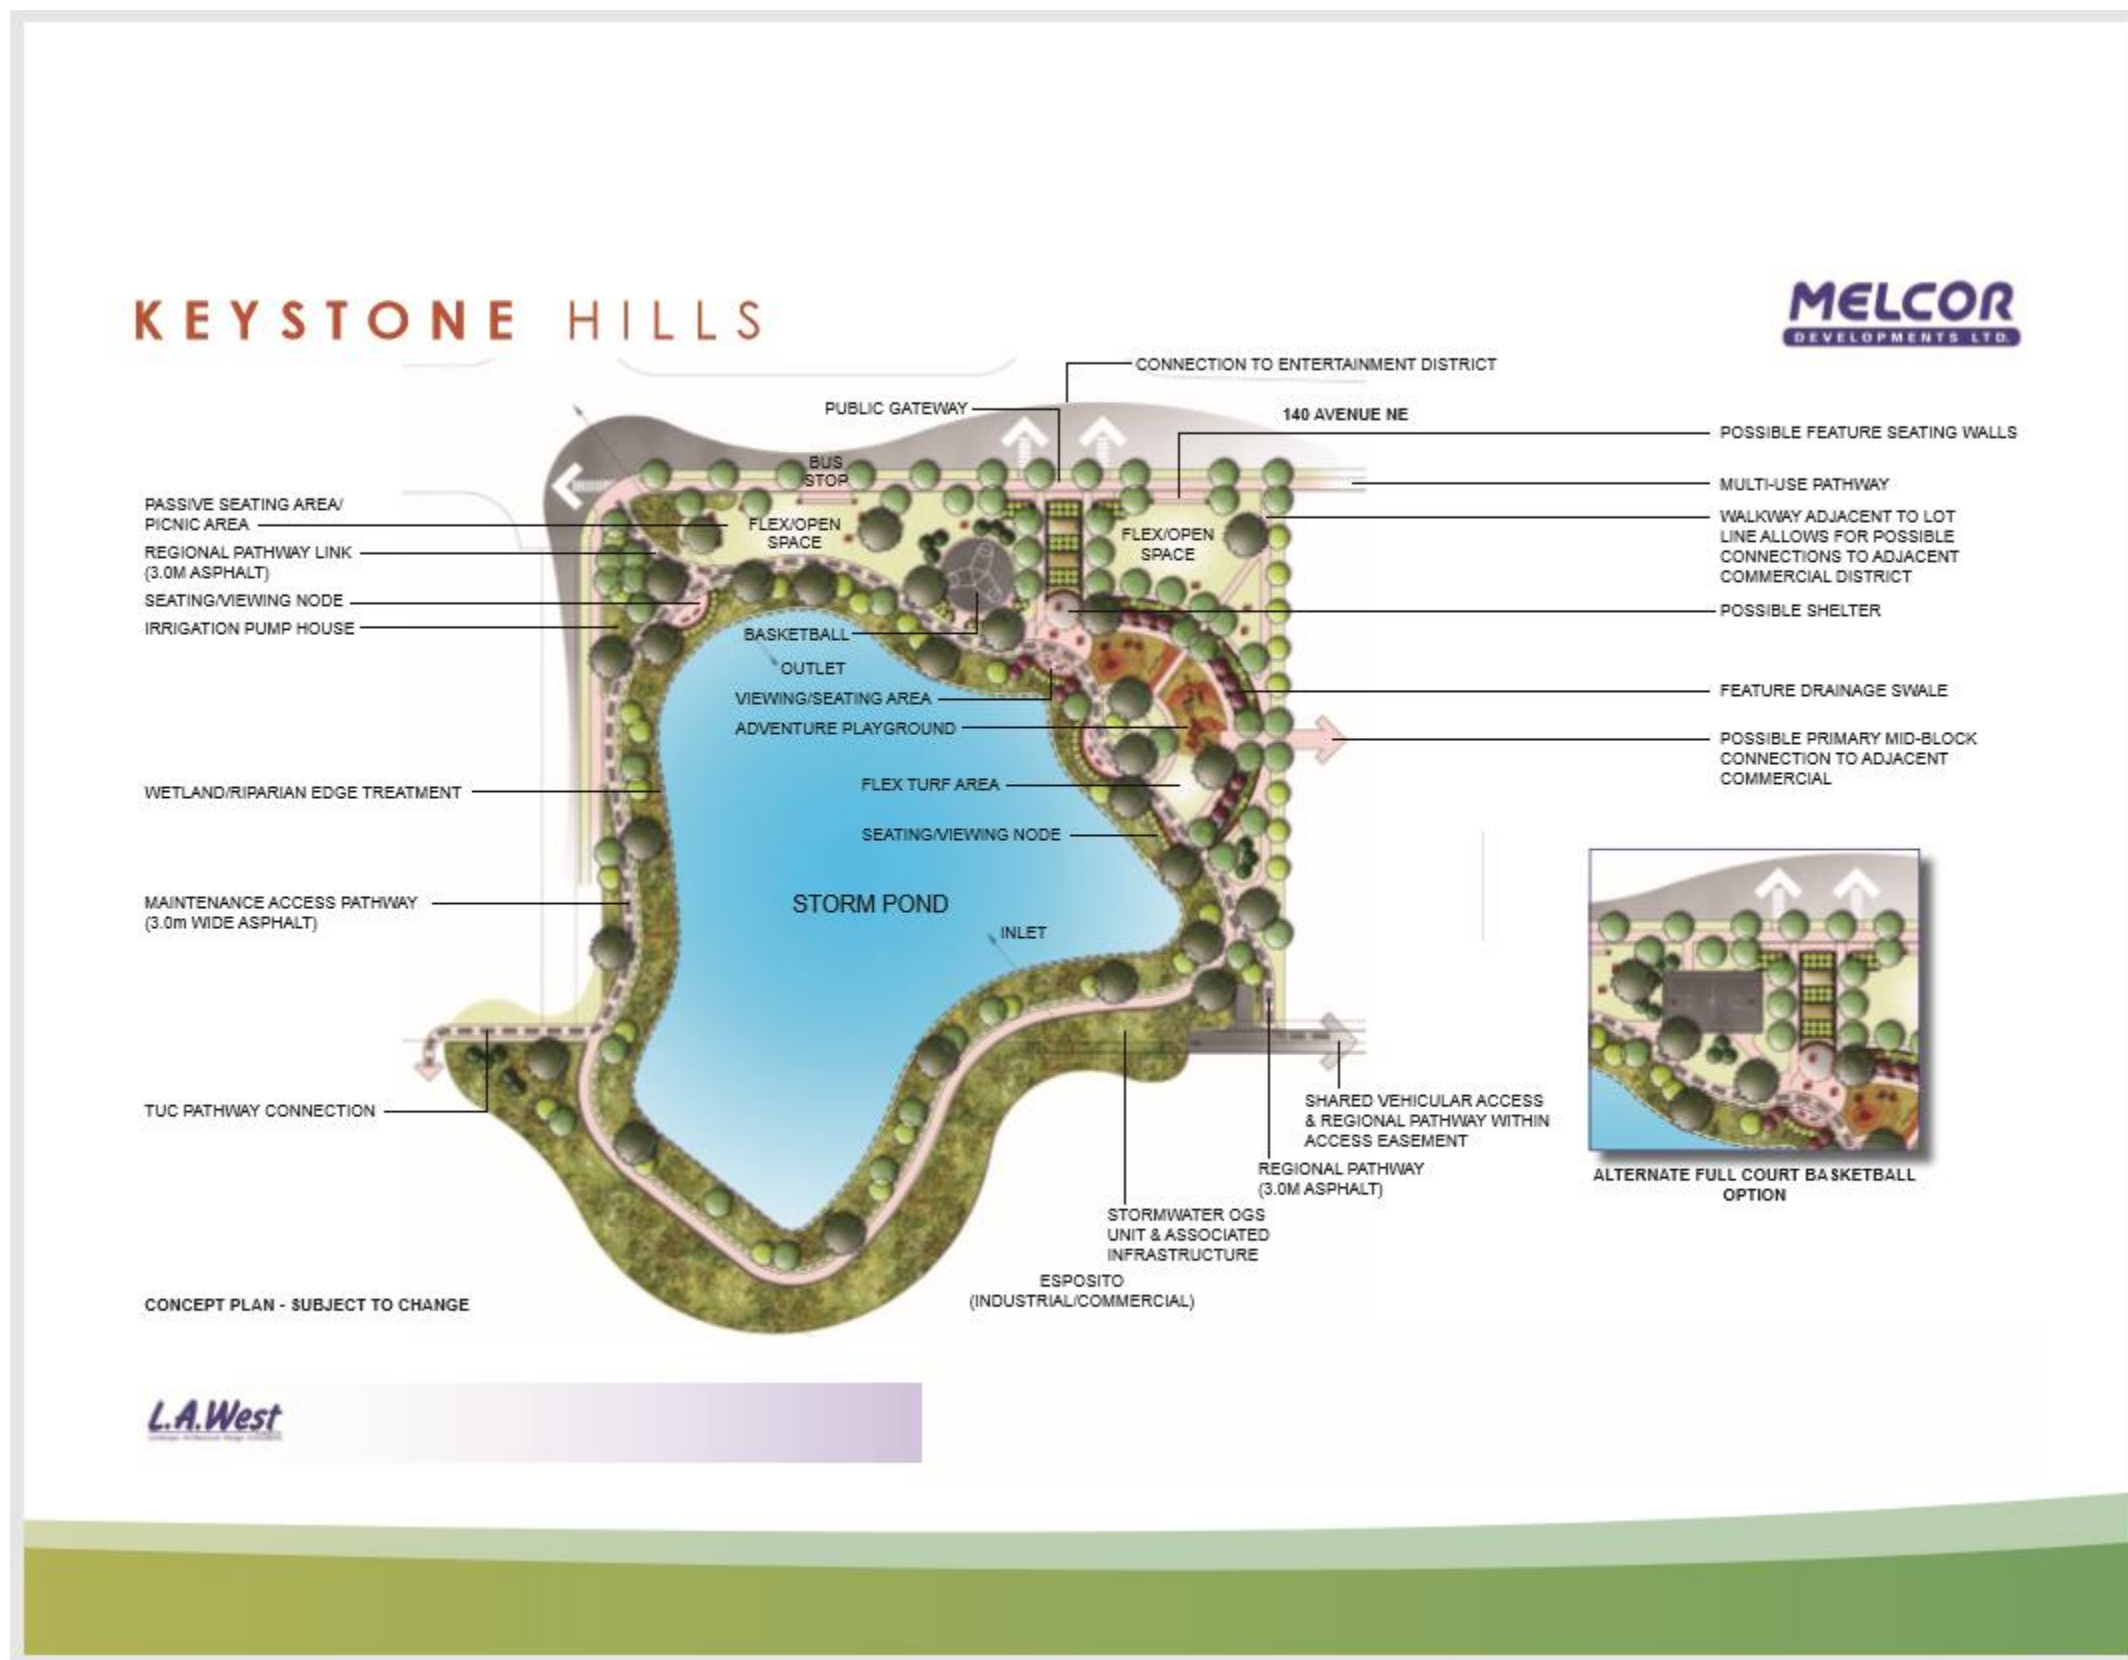 KEYSTONE HILLS
MELCOR
DEVELOPMENTS LTD.
CONNECTION TO ENTERTAINMENT DISTRICT
PUBLIC GATEWAY
140 AVENUE NE
BUS
STOP
PASSIVE SEATING AREA/
PICNIC AREA
REGIONAL PATHWAY LINK
(3.0M ASPHALT)
SEATING/VIEWING NODE
IRRIGATION PUMP HOUSE
WETLAND/RIPARIAN EDGE TREATMENT
MAINTENANCE ACCESS PATHWAY
(3.0m WIDE ASPHALT)
TUC PATHWAY CONNECTION
FLEX/OPEN
SPACE
FLEX/OPEN
SPACE
BASKETBALL
OUTLET
VIEWING/SEATING AREA
ADVENTURE PLAYGROUND
FLEX TURF AREA
SEATING/VIEWING NODE
STORM POND
INLET
POSSIBLE FEATURE SEATING WALLS
MULTI-USE PATHWAY
WALKWAY ADJACENT TO LOT
LINE ALLOWS FOR POSSIBLE
CONNECTIONS TO ADJACENT
COMMERCIAL DISTRICT
POSSIBLE SHELTER
FEATURE DRAINAGE SWALE
POSSIBLE PRIMARY MID-BLOCK
CONNECTION TO ADJACENT
COMMERCIAL
SHARED VEHICULAR ACCESS
& REGIONAL PATHWAY WITHIN
ACCESS EASEMENT
REGIONAL PATHWAY
(3.0M ASPHALT)
STORMWATER OGS
UNIT & ASSOCIATED
INFRASTRUCTURE
ESPOSITO
(INDUSTRIAL/COMMERCIAL)
ALTERNATE FULL COURT BASKETBALL
OPTION
CONCEPT PLAN - SUBJECT TO CHANGE
L.A.West